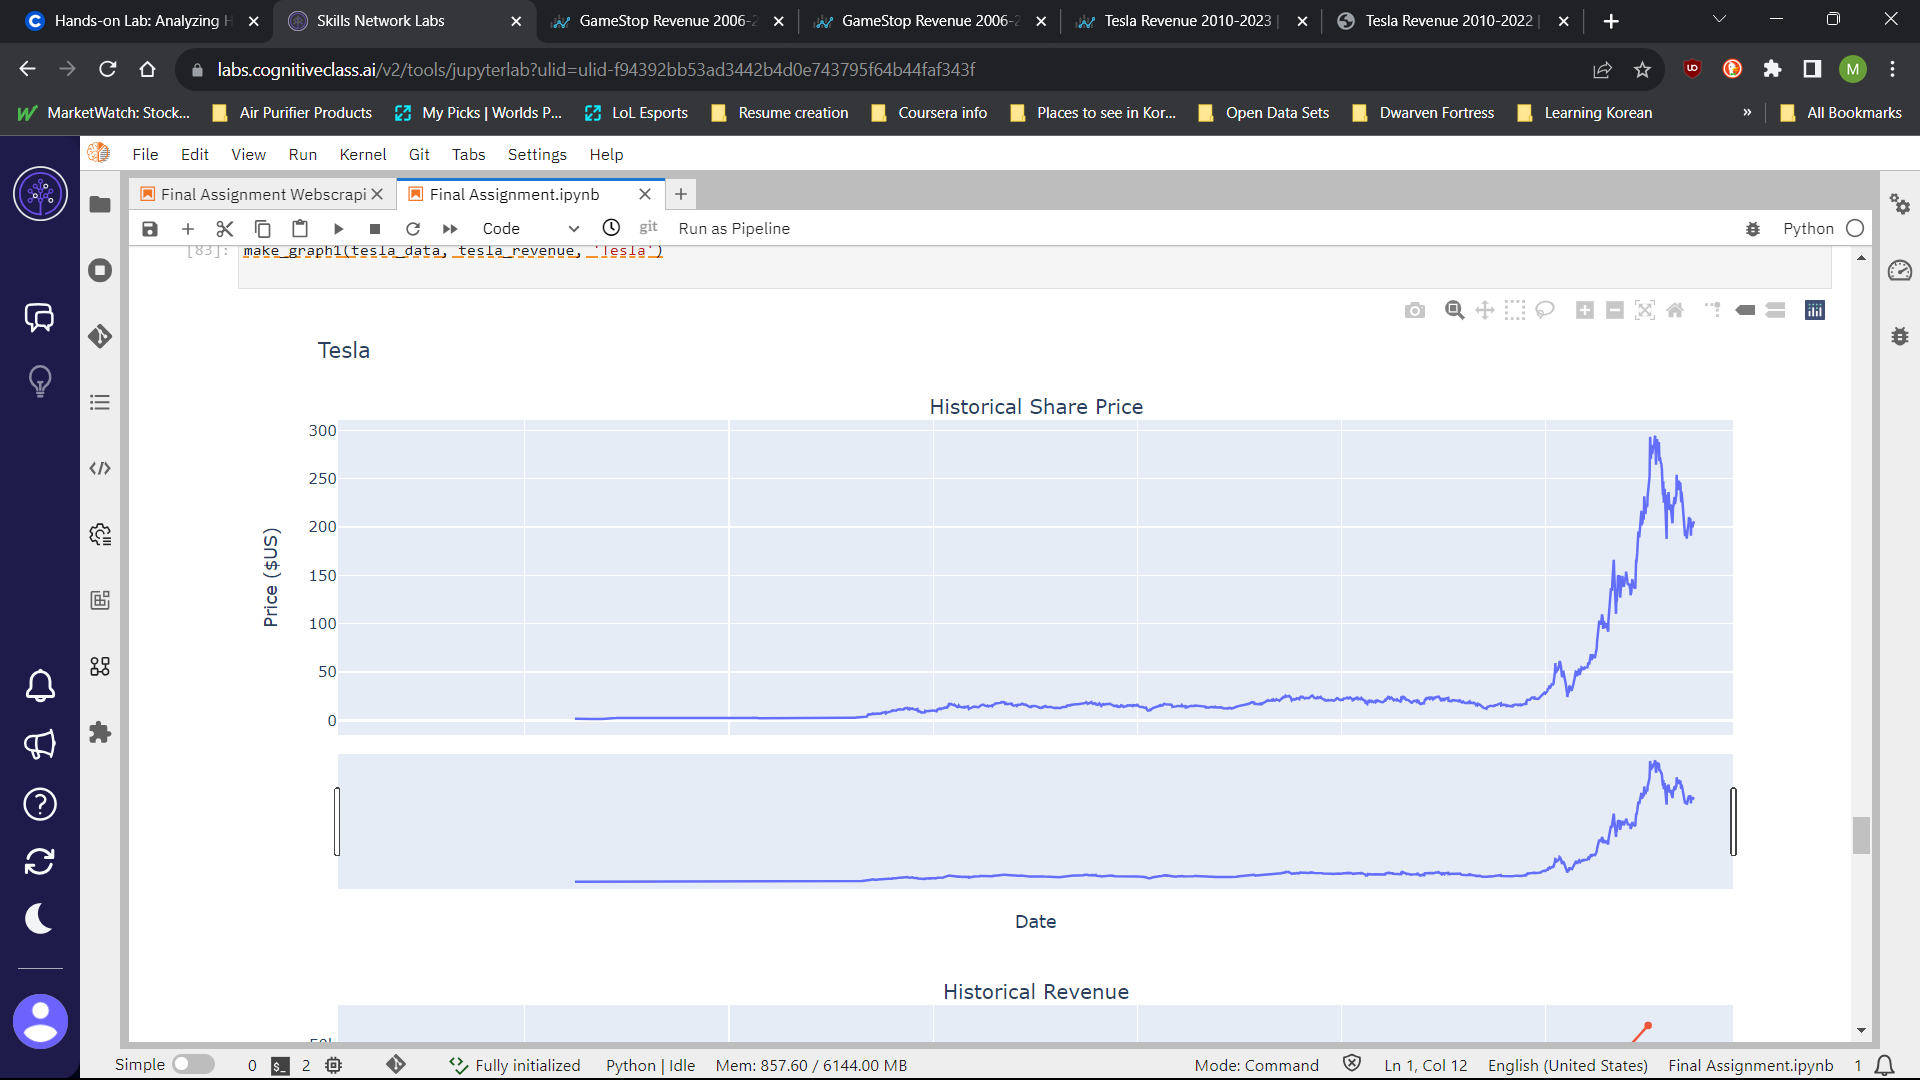 Hands-on Lab: Analyzing H
Skills Network Labs
GameStop Revenue 2006-2
GameStop Revenue 2006-2
Tesla Revenue 2010-2023 |
Tesla Revenue 2010-2022 |
labs.cognitiveclass.ai/v2/tools/jupyterlab?ulid=ulid-f94392bb53ad3442b4d0e743795f64b44faf343f
M
MarketWatch: Stock...
Air Purifier Products
My Picks | Worlds P...
LoL Esports
Resume creation
Coursera info
Places to see in Kor...
Open Data Sets
Dwarven Fortress
Learning Korean
»
All Bookmarks
File Edit View Run Kernel Git Tabs Settings Help
Final Assignment Webscrapi
Final Assignment.ipynb
Code
git
Run as Pipeline
Python
[83]: make_graph1(tesla_data, tesla_revenue, 'Tesla')
Tesla
Historical Share Price
300
250
200
150
100
50
0
Price ($US)
Date
Historical Revenue
Simple
0
2
Fully initialized
Python | Idle
Mem: 857.60 / 6144.00 MB
Mode: Command
Ln 1, Col 12
English (United States)
Final Assignment.ipynb
1